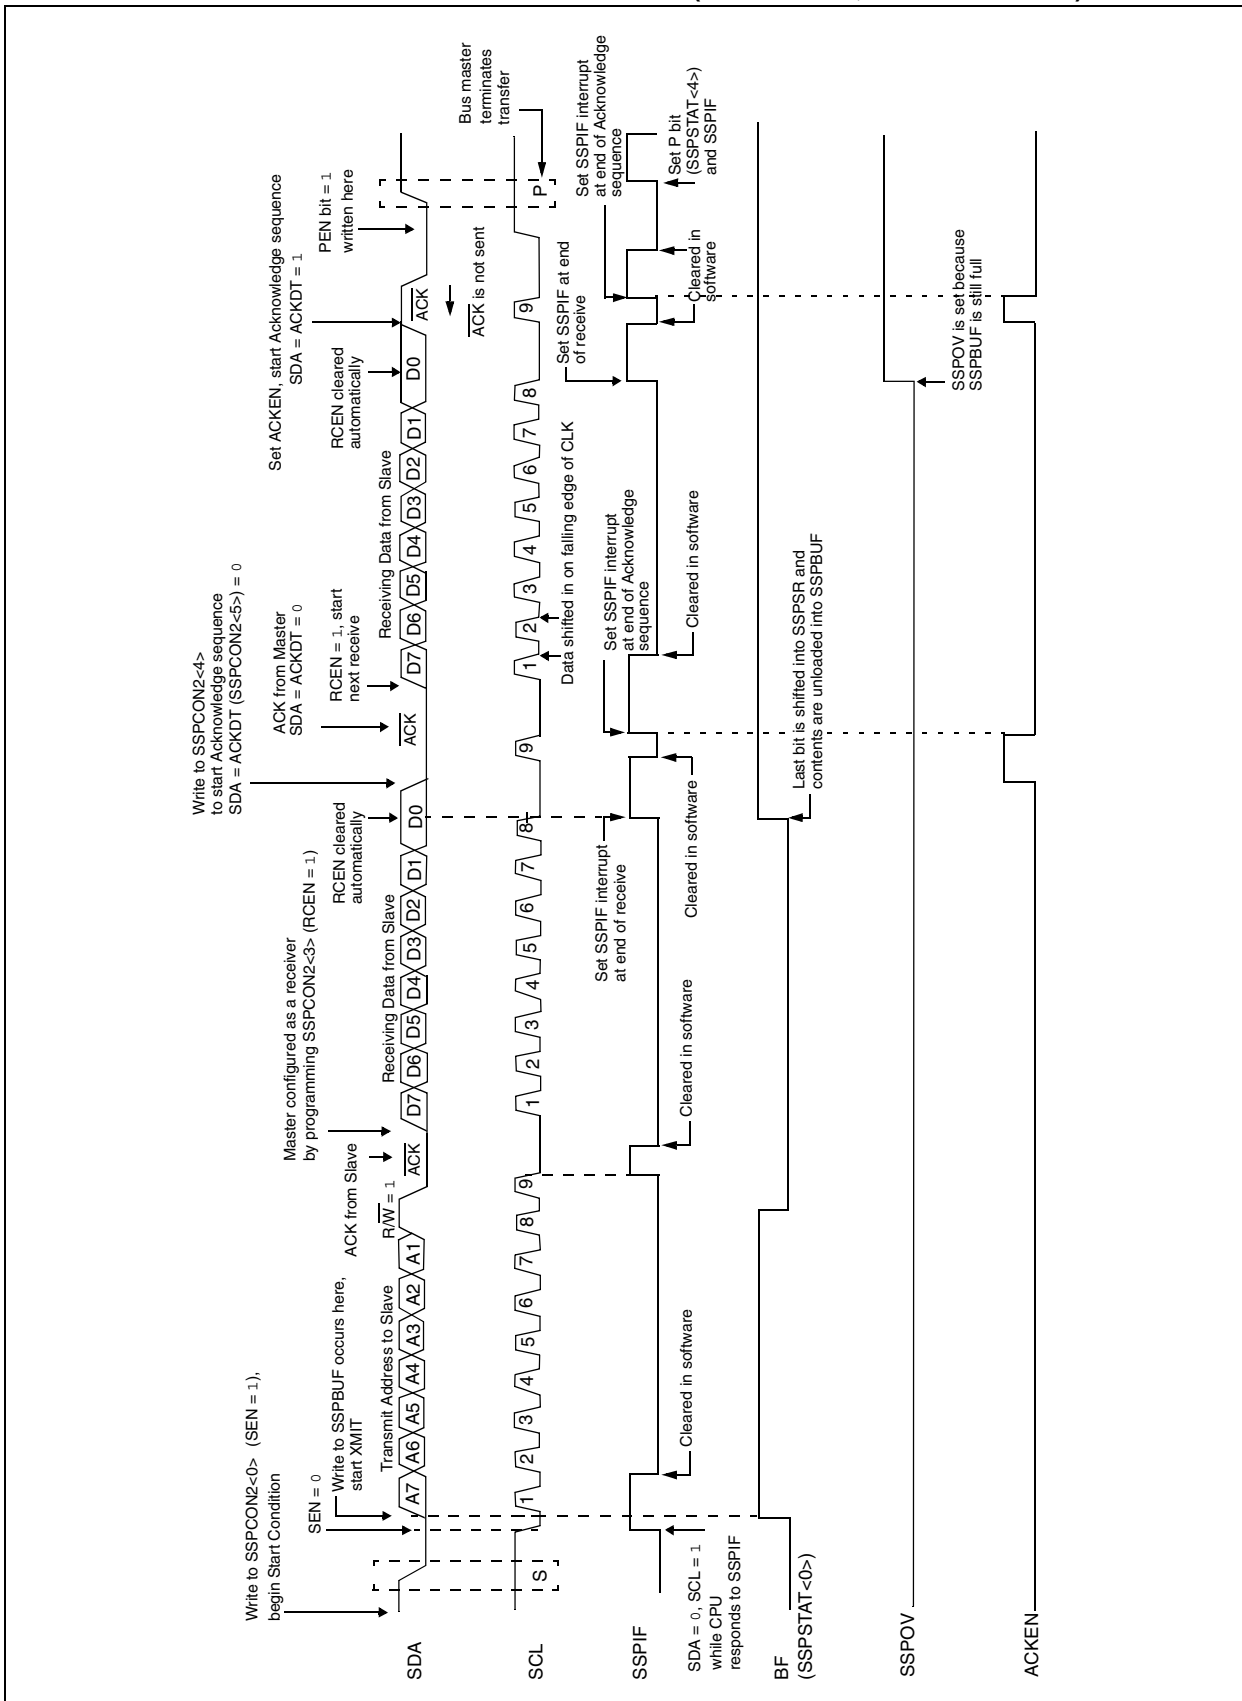 Write to SSPCON2<4>
to start Acknowledge sequence
SDA = ACKDT (SSPCON2<5>) = 0
Set ACKEN, start Acknowledge sequence
SDA = ACKDT = 1
Write to SSPCON2<0> (SEN = 1),
begin Start Condition
Master configured as a receiver
by programming SSPCON2<3> (RCEN = 1)
ACK from Master
SDA = ACKDT = 0
PEN bit = 1
written here
SEN = 0
Write to SSPBUF occurs here,
start XMIT
ACK from Slave
RCEN cleared
automatically
RCEN = 1, start
next receive
RCEN cleared
automatically
Transmit Address to Slave
R/W = 1
Receiving Data from Slave
Receiving Data from Slave
SDA
A7 A6 A5 A4 A3 A2 A1
ACK
D7 D6 D5 D4 D3 D2 D1 D0
ACK
D7 D6 D5 D4 D3 D2 D1 D0
ACK
ACK is not sent
Bus master
terminates
transfer
SCL
S
1 2 3 4 5 6 7 8 9
1 2 3 4 5 6 7 8
9
1 2 3 4 5 6 7 8
9
P
Data shifted in on falling edge of CLK
Set SSPIF at end
of receive
Set SSPIF interrupt
at end of Acknowledge
sequence
Set SSPIF interrupt
at end of receive
Set SSPIF interrupt
at end of Acknowledge
sequence
SSPIF
SDA = 0, SCL = 1
while CPU
responds to SSPIF
Cleared in software
Cleared in software
Cleared in software
Cleared in software
Cleared in
software
Set P bit
(SSPSTAT<4>)
and SSPIF
BF
(SSPSTAT<0>)
Last bit is shifted into SSPSR and
contents are unloaded into SSPBUF
SSPOV
SSPOV is set because
SSPBUF is still full
ACKEN